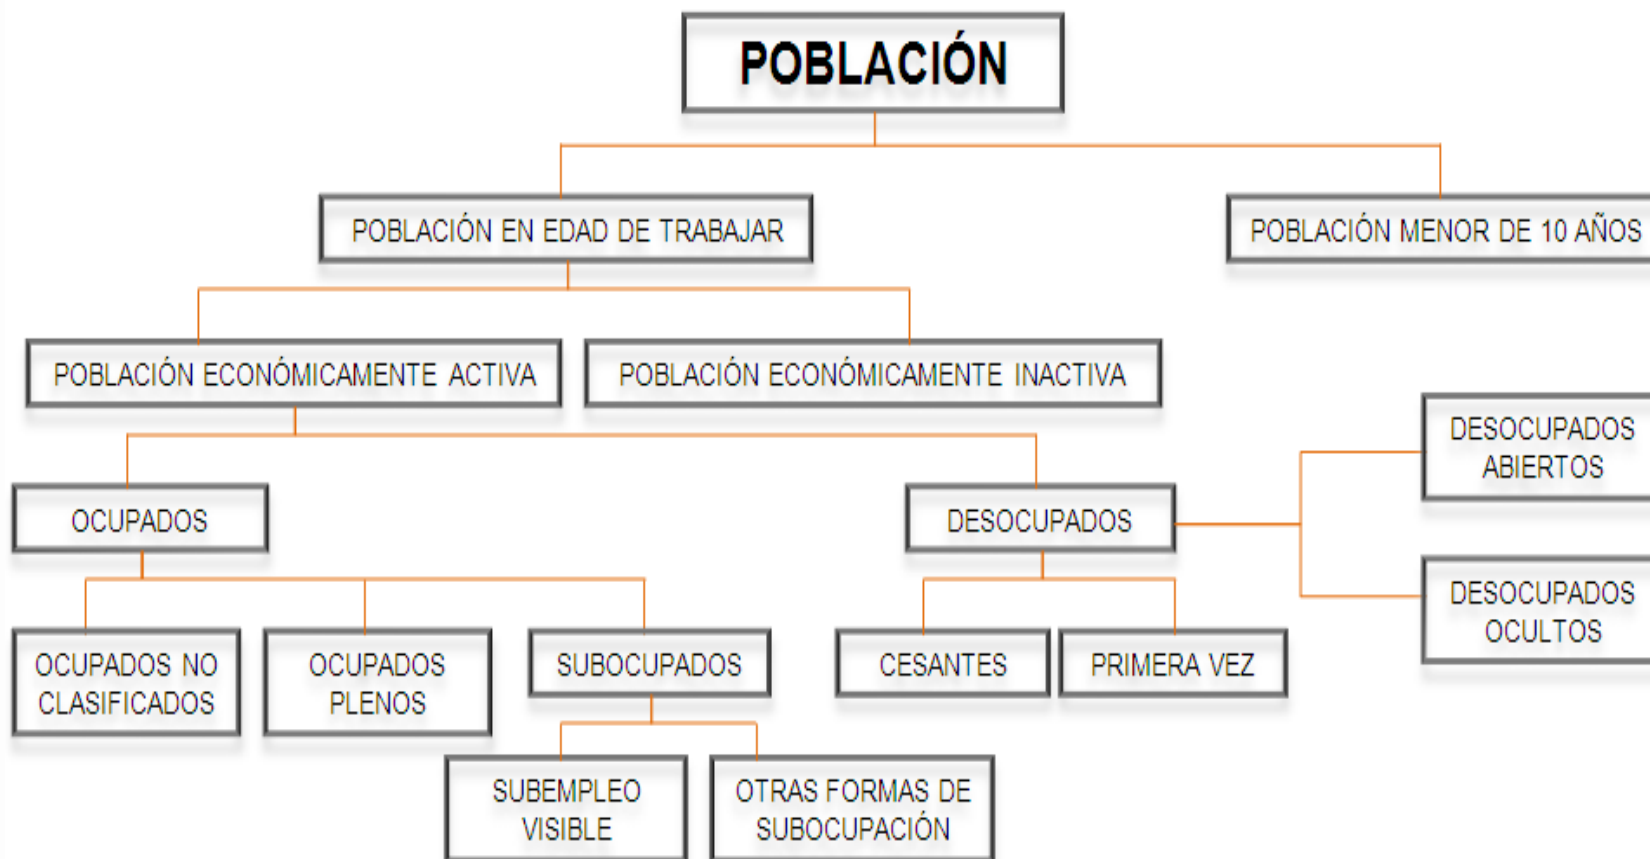 POBLACIÓN
POBLACIÓN EN EDAD DE TRABAJAR
POBLACIÓN MENOR DE 10 AÑOS
POBLACIÓN ECONÓMICAMENTE ACTIVA
POBLACIÓN ECONÓMICAMENTE INACTIVA
DESOCUPADOS
ABIERTOS
OCUPADOS
DESOCUPADOS
DESOCUPADOS
OCULTOS
OCUPADOS NO
CLASIFICADOS
OCUPADOS
PLENOS
SUBOCUPADOS
CESANTES
PRIMERA VEZ
SUBEMPLEO
VISIBLE
OTRAS FORMAS DE
SUBOCUPACIÓN